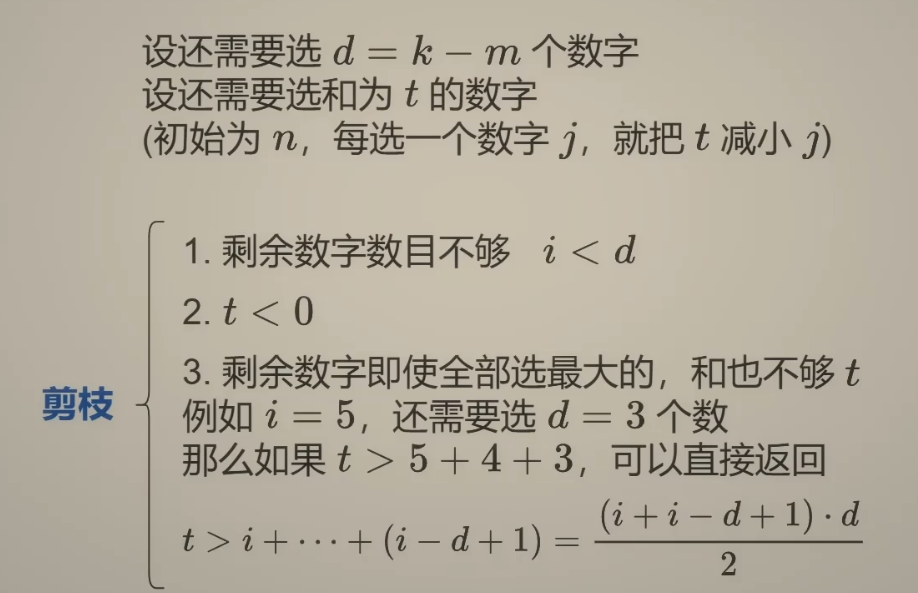 设还需要选 d = k − m 个数字
设还需要选和为 t 的数字
(初始为 n，每选一个数字 j，就把 t 减小 j)
1. 剩余数字数目不够 i < d
2. t < 0
3. 剩余数字即使全部选最大的，和也不够 t
剪枝
例如 i = 5，还需要选 d = 3 个数
那么如果 t > 5 + 4 + 3，可以直接返回
t > i + ⋯ + (i − d + 1) = (i + i − d + 1) · d / 2